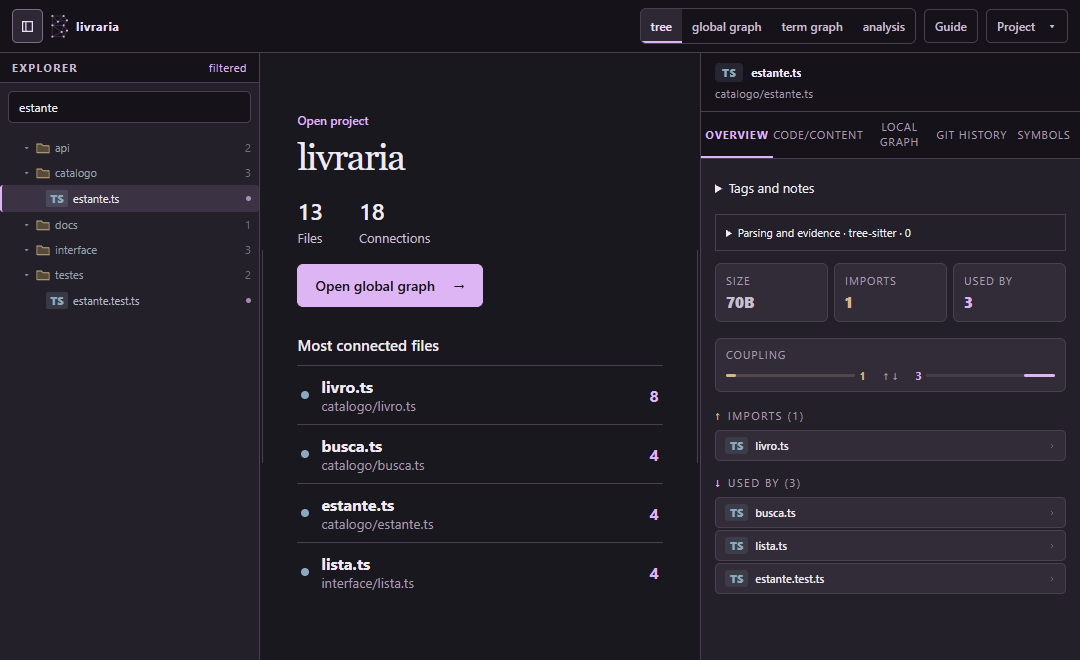 livraria
tree global graph term graph analysis Guide Project
EXPLORER filtered
estante
api 2
catalogo 3
TS estante.ts
docs 1
interface 3
testes 2
TS estante.test.ts
Open project
livraria
13 18
Files Connections
Open global graph →
Most connected files
livro.ts
catalogo/livro.ts
8
busca.ts
catalogo/busca.ts
4
estante.ts
catalogo/estante.ts
4
lista.ts
interface/lista.ts
4
TS estante.ts
catalogo/estante.ts
OVERVIEW CODE/CONTENT LOCAL GRAPH GIT HISTORY SYMBOLS
Tags and notes
Parsing and evidence · tree-sitter · 0
SIZE IMPORTS USED BY
70B 1 3
COUPLING
1 ↑↓ 3
↑ IMPORTS (1)
TS livro.ts ›
↓ USED BY (3)
TS busca.ts ›
TS lista.ts ›
TS estante.test.ts ›